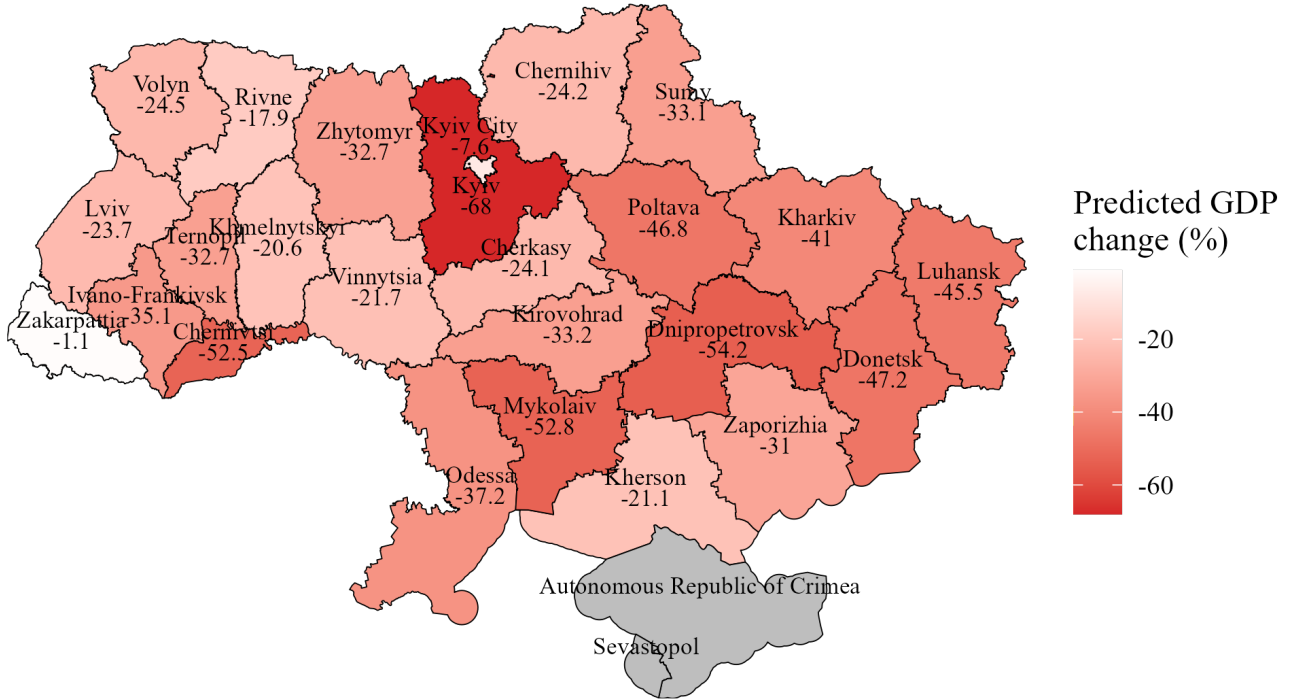 Chernihiv
-24.2
Volyn
-24.5
Rivne
-17.9
Sumy
-33.1
Zhytomyr
-32.7
Kyiv City
-7.6
Kyiv
-68
Lviv
-23.7
Ternopil
-32.7
Khmelnytskyi
-20.6
Poltava
-46.8
Kharkiv
-41
Cherkasy
-24.1
Vinnytsia
-21.7
Luhansk
-45.5
Ivano-Frankivsk
-35.1
Zakarpattia
-1.1
Chernivtsi
-52.5
Kirovohrad
-33.2
Dnipropetrovsk
-54.2
Donetsk
-47.2
Mykolaiv
-52.8
Zaporizhia
-31
Odessa
-37.2
Kherson
-21.1
Autonomous Republic of Crimea
Sevastopol
Predicted GDP
change (%)
-20
-40
-60